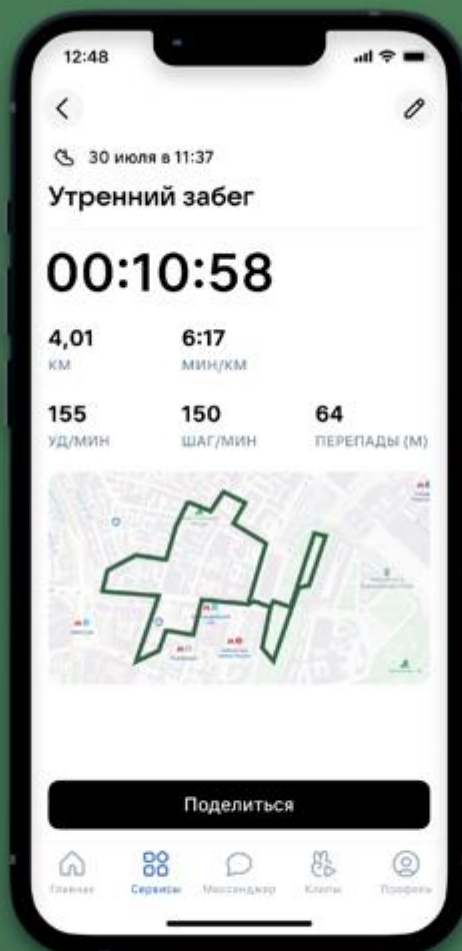 12:48
30 июля в 11:37
Утренний забег
00:10:58
4,01 6:17
КМ МИН/КМ
155 150 64
УД/МИН ШАГ/МИН ПЕРЕПАДЫ (М)
Поделиться
Главная Сервисы Мессенджер Клипы Профиль